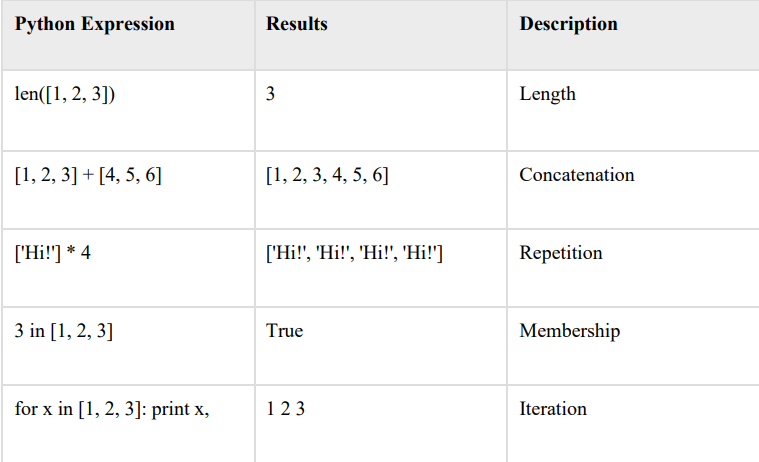 Python Expression Results Description
len([1, 2, 3]) 3 Length
[1, 2, 3] + [4, 5, 6] [1, 2, 3, 4, 5, 6] Concatenation
['Hi!'] * 4 ['Hi!', 'Hi!', 'Hi!', 'Hi!'] Repetition
3 in [1, 2, 3] True Membership
for x in [1, 2, 3]: print x, 1 2 3 Iteration